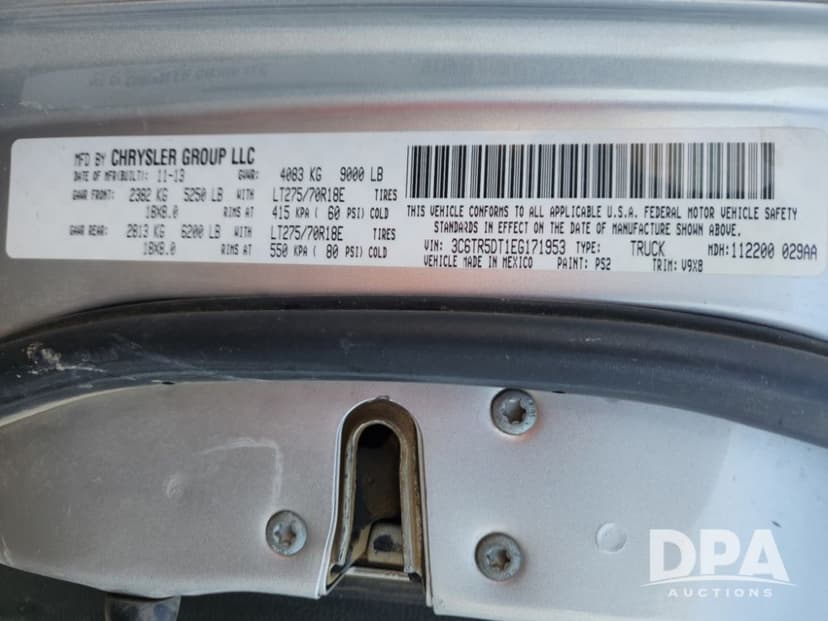 MFD BY CHRYSLER GROUP LLC
DATE OF MFR(BUILT): 11-13 GVWR: 4083 KG 9000 LB
GAWR FRONT: 2382 KG 5250 LB WITH LT275/70R18E TIRES
18X8.0 RIMS AT 415 KPA ( 60 PSI) COLD
GAWR REAR: 2813 KG 6200 LB WITH LT275/70R18E TIRES
18X8.0 RIMS AT 550 KPA ( 80 PSI) COLD
THIS VEHICLE CONFORMS TO ALL APPLICABLE U.S.A. FEDERAL MOTOR VEHICLE SAFETY
STANDARDS IN EFFECT ON THE DATE OF MANUFACTURE SHOWN ABOVE.
VIN: 3C6TR5DT1EG171953 TYPE: TRUCK MDH: 112200 029AA
VEHICLE MADE IN MEXICO PAINT: PS2 TRIM: V9X8
DPA
AUCTIONS